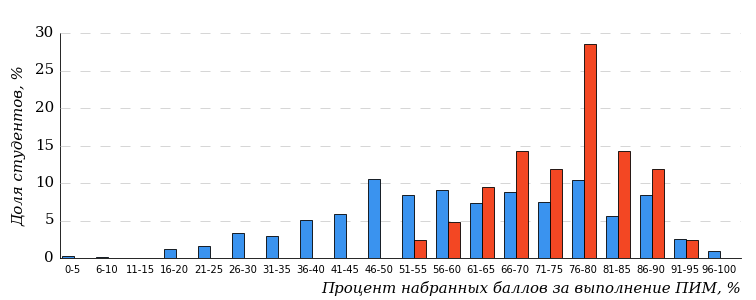 Доля студентов, %
30
25
20
15
10
5
0
0-5 6-10 11-15 16-20 21-25 26-30 31-35 36-40 41-45 46-50 51-55 56-60 61-65 66-70 71-75 76-80 81-85 86-90 91-95 96-100
Процент набранных баллов за выполнение ПИМ, %